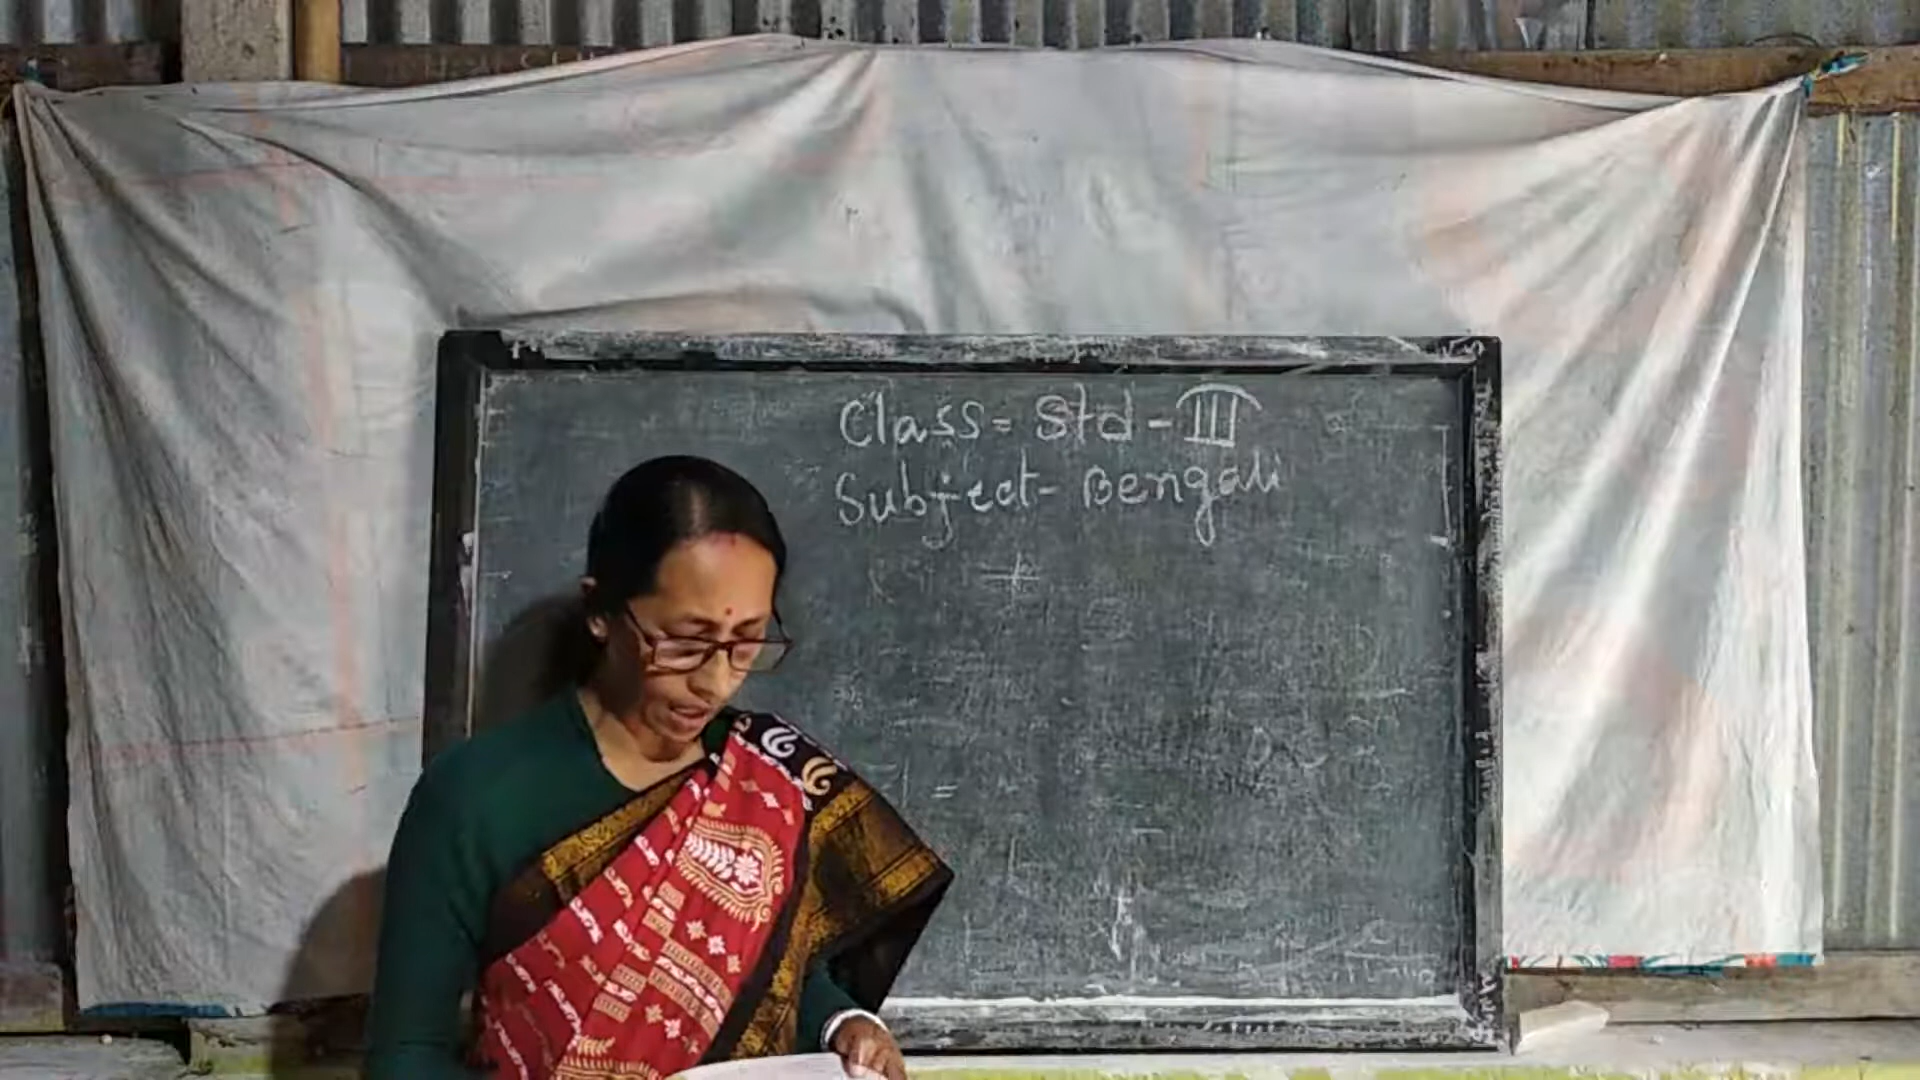 Class = Std - III
Subject - Bengali